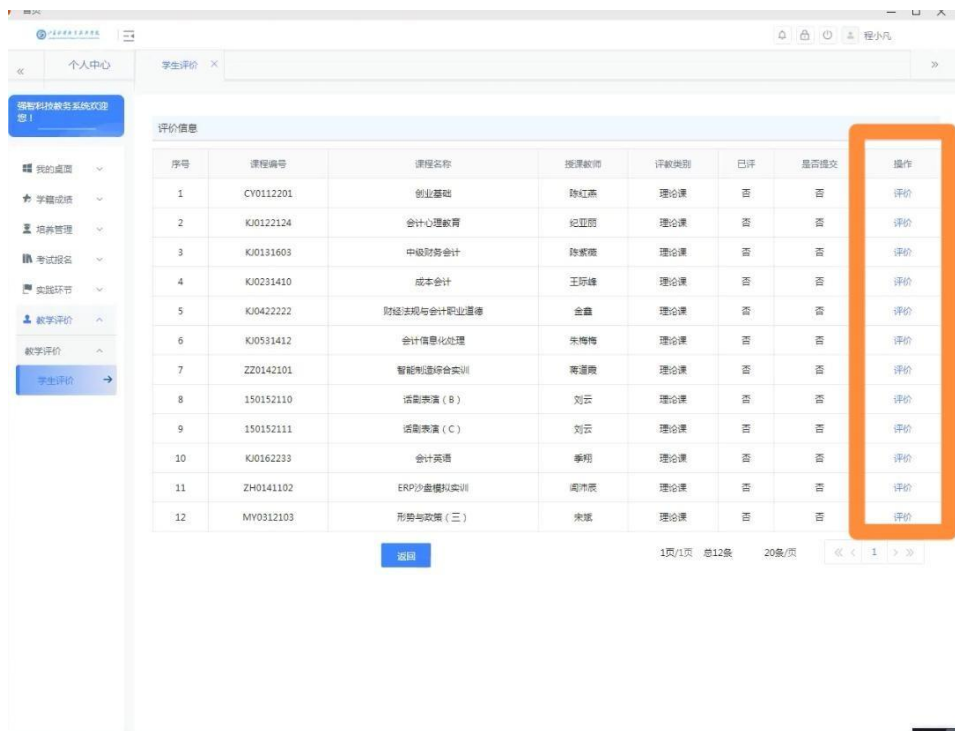 首页
程小凡
个人中心
学生评价
强智科技教务系统欢迎
您！
评价信息
我的桌面
学籍成绩
培养管理
考试报名
实践环节
教学评价
教学评价
学生评价
序号 课程编号 课程名称 授课教师 评教类别 已评 是否提交 操作
1 CY0112201 创业基础 陈红燕 理论课 否 否 评价
2 KJ0122124 会计心理教育 纪亚丽 理论课 否 否 评价
3 KJ0131603 中级财务会计 陈紫薇 理论课 否 否 评价
4 KJ0231410 成本会计 王际峰 理论课 否 否 评价
5 KJ0422222 财经法规与会计职业道德 金鑫 理论课 否 否 评价
6 KJ0531412 会计信息化处理 朱梅梅 理论课 否 否 评价
7 ZZ0142101 智能制造综合实训 蒋道霞 理论课 否 否 评价
8 150152110 话剧表演（B） 刘云 理论课 否 否 评价
9 150152111 话剧表演（C） 刘云 理论课 否 否 评价
10 KJ0162233 会计英语 季翔 理论课 否 否 评价
11 ZH0141102 ERP沙盘模拟实训 沛辰 理论课 否 否 评价
12 MY0312103 形势与政策（三） 宋斌 理论课 否 否 评价
返回
1页/1页 总12条 20条/页 1